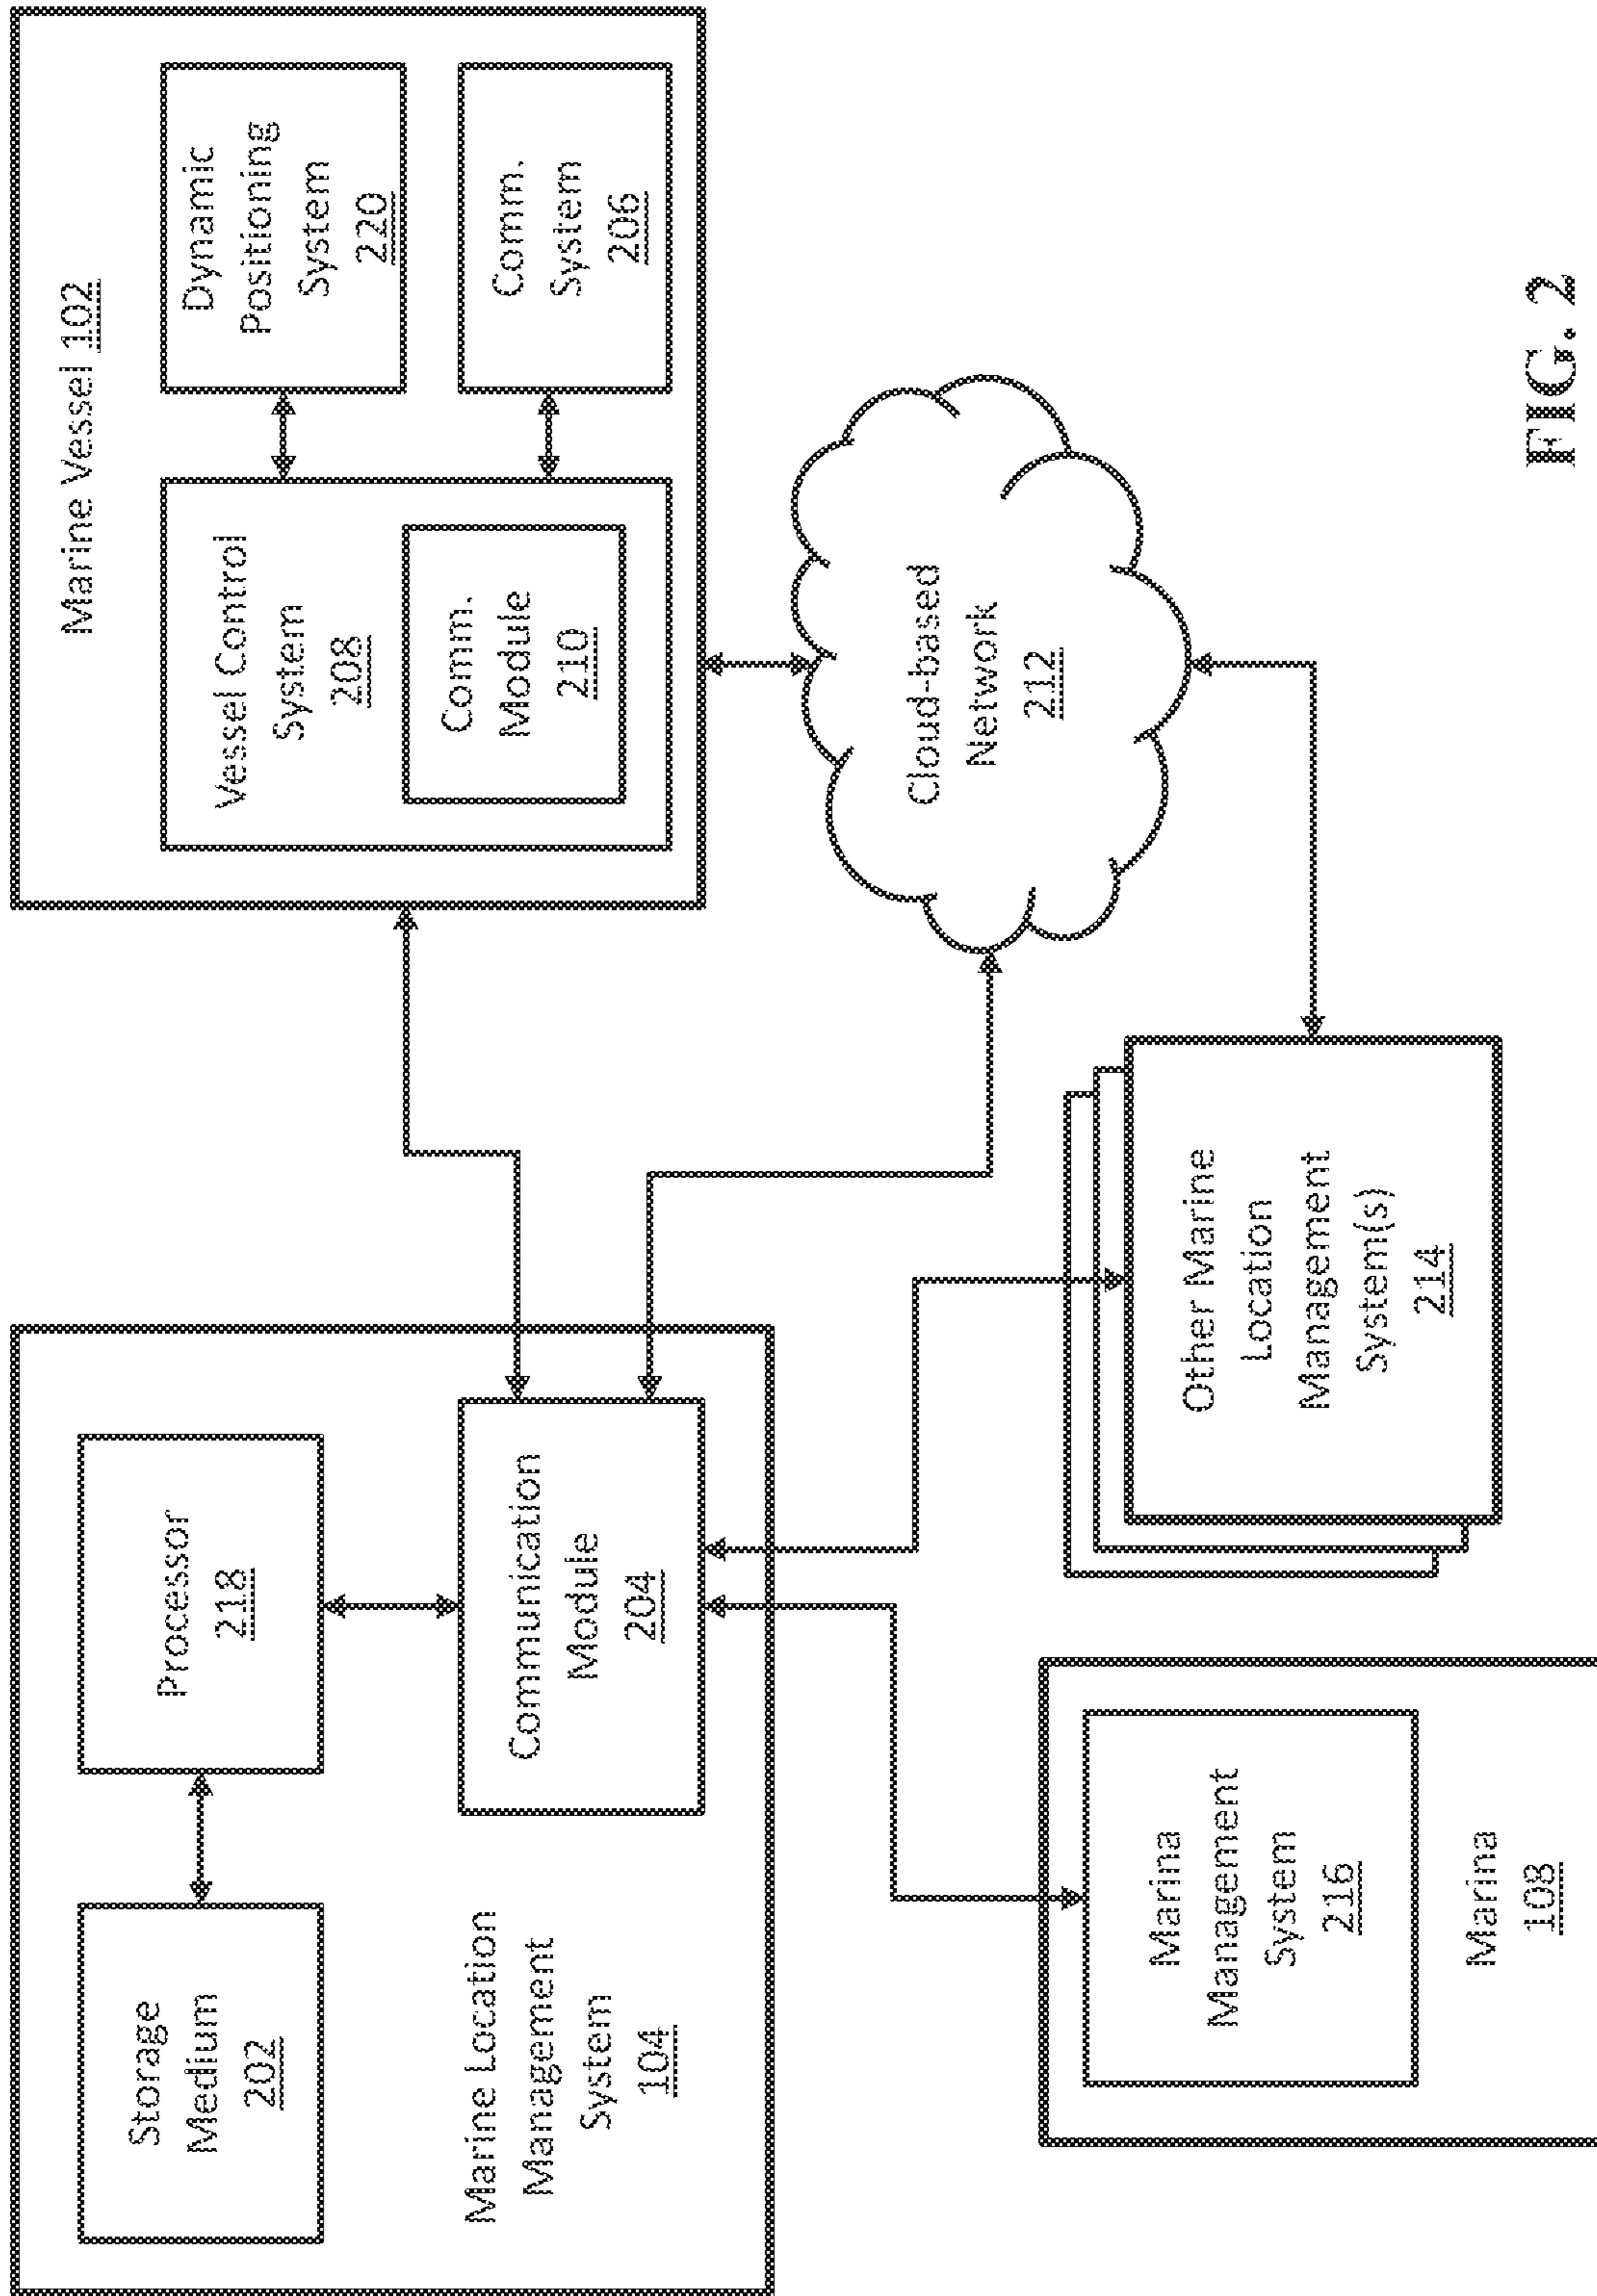 Storage
Medium
202
Processor
218
Marine Location
Management
System
104
Communication
Module
204
Marine Vessel 102
Vessel Control
System
208
Comm.
Module
210
Dynamic
Positioning
System
220
Comm.
System
206
Cloud-based
Network
212
Marina
Management
System
216
Marina
108
Other Marine
Location
Management
System(s)
214
FIG. 2